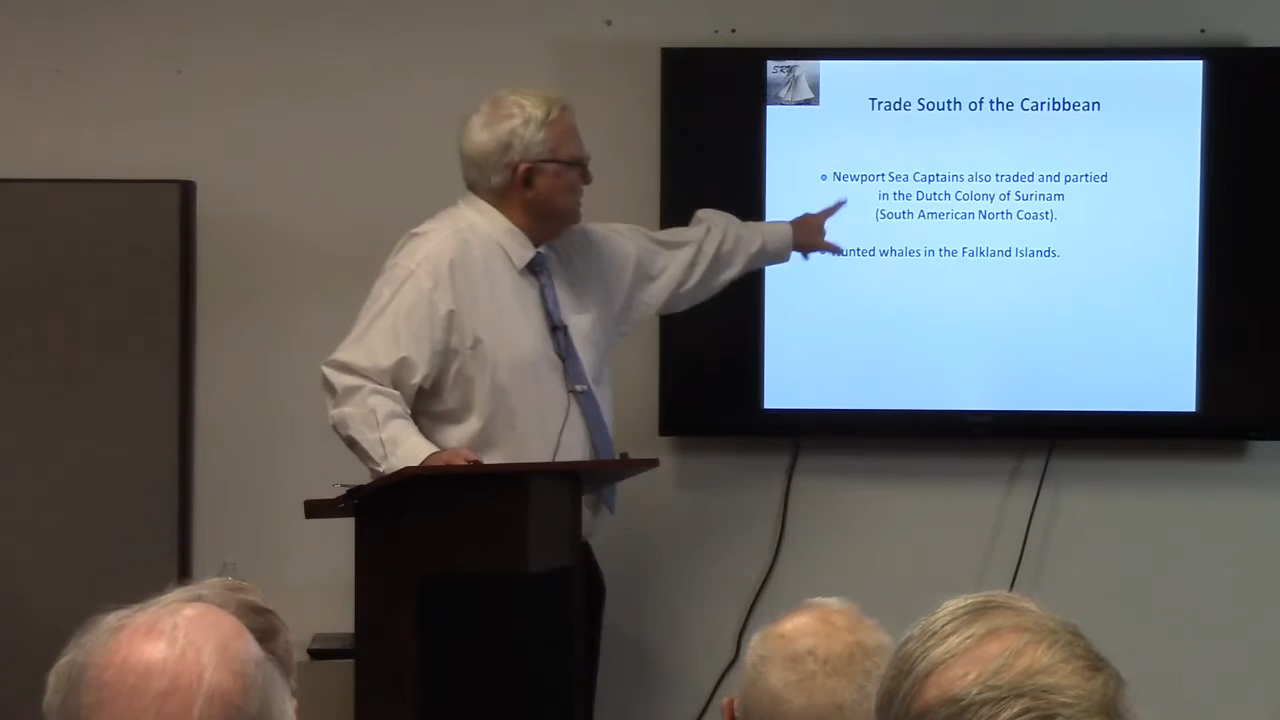 Trade South of the Caribbean
Newport Sea Captains also traded and partied
in the Dutch Colony of Surinam
(South American North Coast).
Hunted whales in the Falkland Islands.